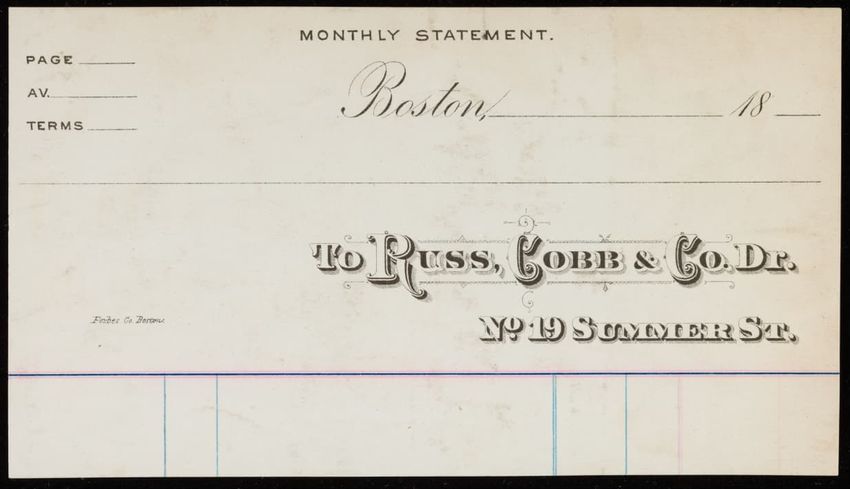 MONTHLY STATEMENT.
PAGE
AV.
TERMS
Boston, 18
To Russ, Cobb & Co. Dr.
No 19 Summer St.
Forbes Co. Boston.